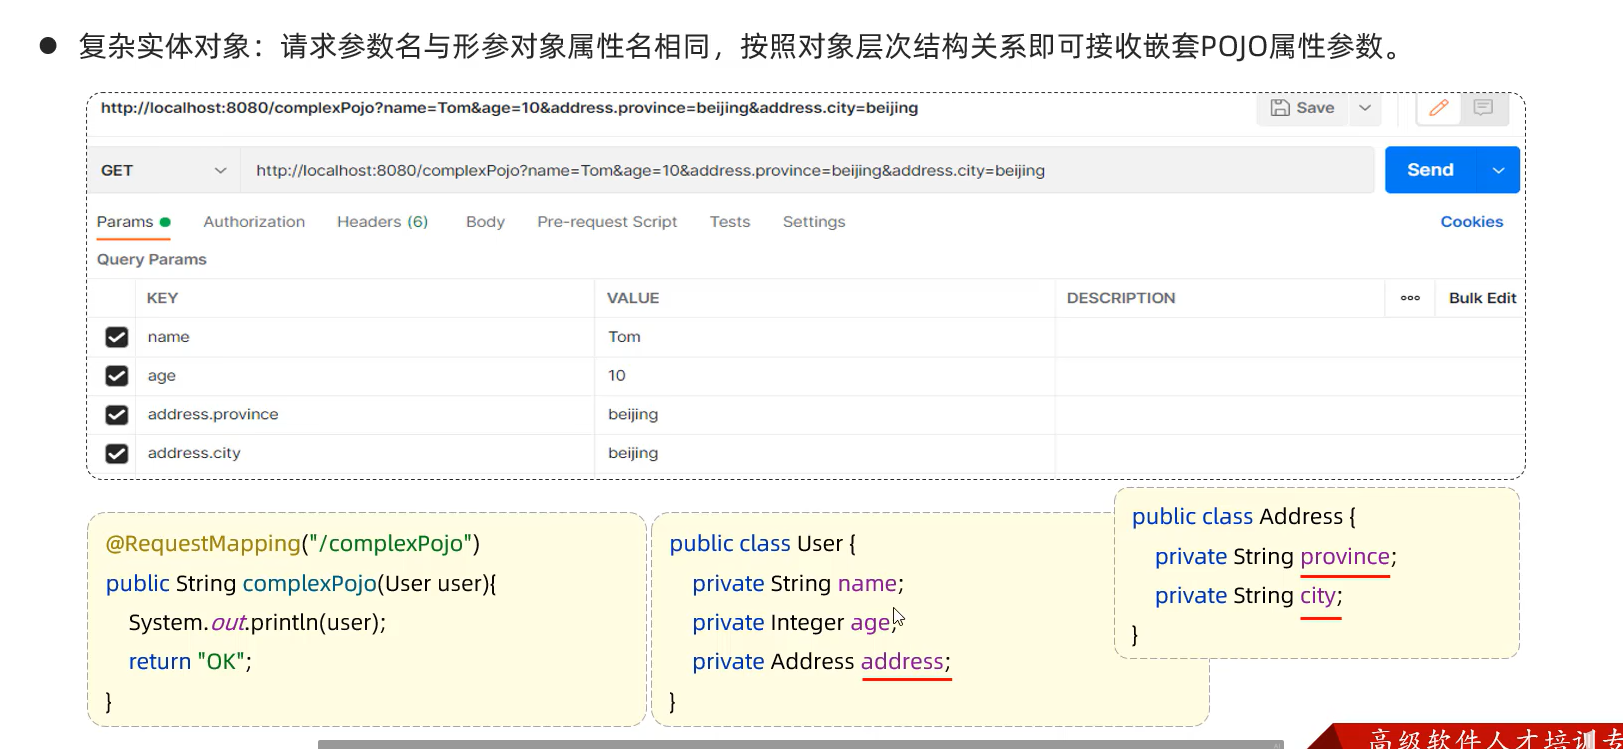 ● 复杂实体对象：请求参数名与形参对象属性名相同，按照对象层次结构关系即可接收嵌套POJO属性参数。
http://localhost:8080/complexPojo?name=Tom&age=10&address.province=beijing&address.city=beijing
Save
GET
http://localhost:8080/complexPojo?name=Tom&age=10&address.province=beijing&address.city=beijing
Send
Params Authorization Headers (6) Body Pre-request Script Tests Settings Cookies
Query Params
KEY VALUE DESCRIPTION ooo Bulk Edit
name Tom
age 10
address.province beijing
address.city beijing
@RequestMapping("/complexPojo")
public String complexPojo(User user){
System.out.println(user);
return "OK";
}
public class User {
private String name;
private Integer age;
private Address address;
}
public class Address {
private String province;
private String city;
}
高级软件人才培训专